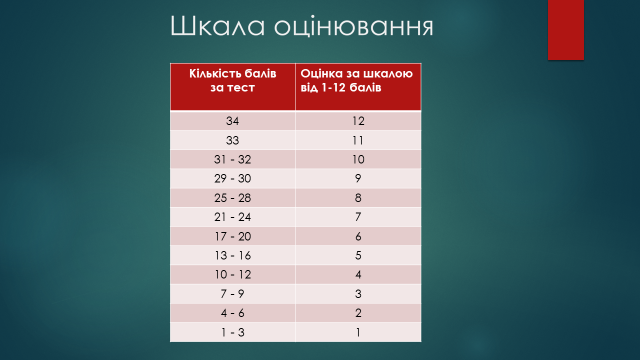 Шкала оцінювання
Кількість балів
за тест
Оцінка за шкалою
від 1-12 балів
34 12
33 11
31 - 32 10
29 - 30 9
25 - 28 8
21 - 24 7
17 - 20 6
13 - 16 5
10 - 12 4
7 - 9 3
4 - 6 2
1 - 3 1